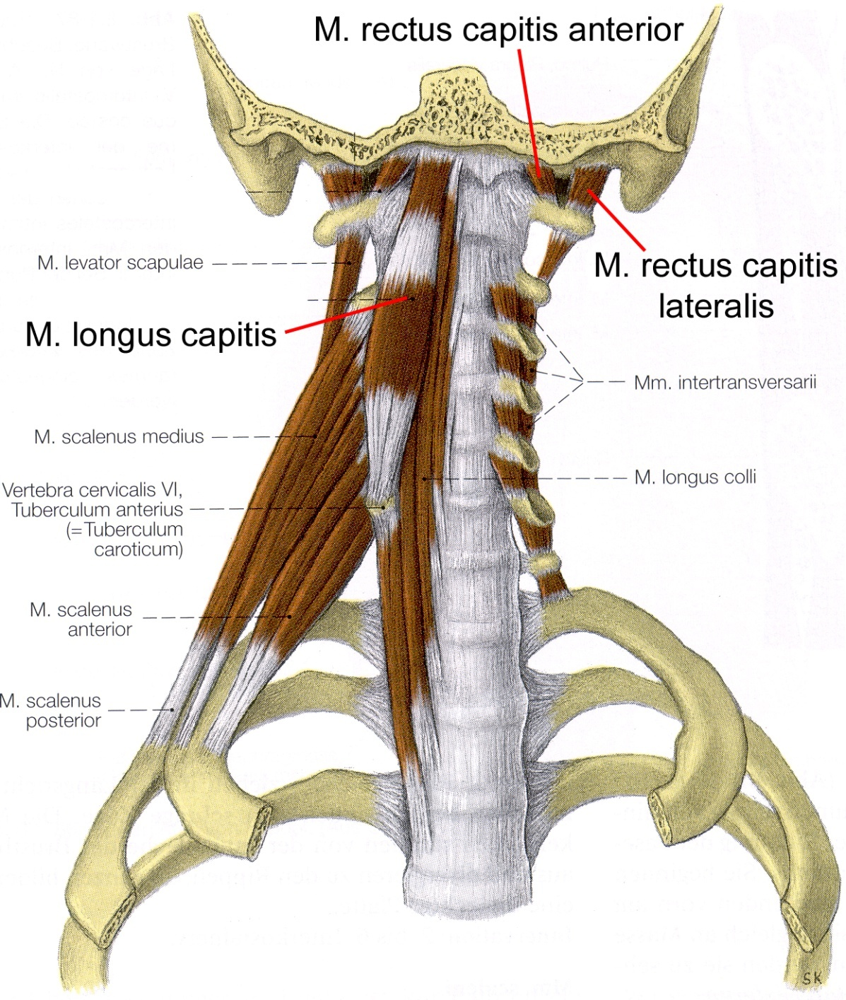 M. rectus capitis anterior
M. levator scapulae
M. rectus capitis
lateralis
M. longus capitis
Mm. intertransversarii
M. scalenus medius
M. longus colli
Vertebra cervicalis VI,
Tuberculum anterius
(=Tuberculum
caroticum)
M. scalenus
anterior
M. scalenus
posterior
SK